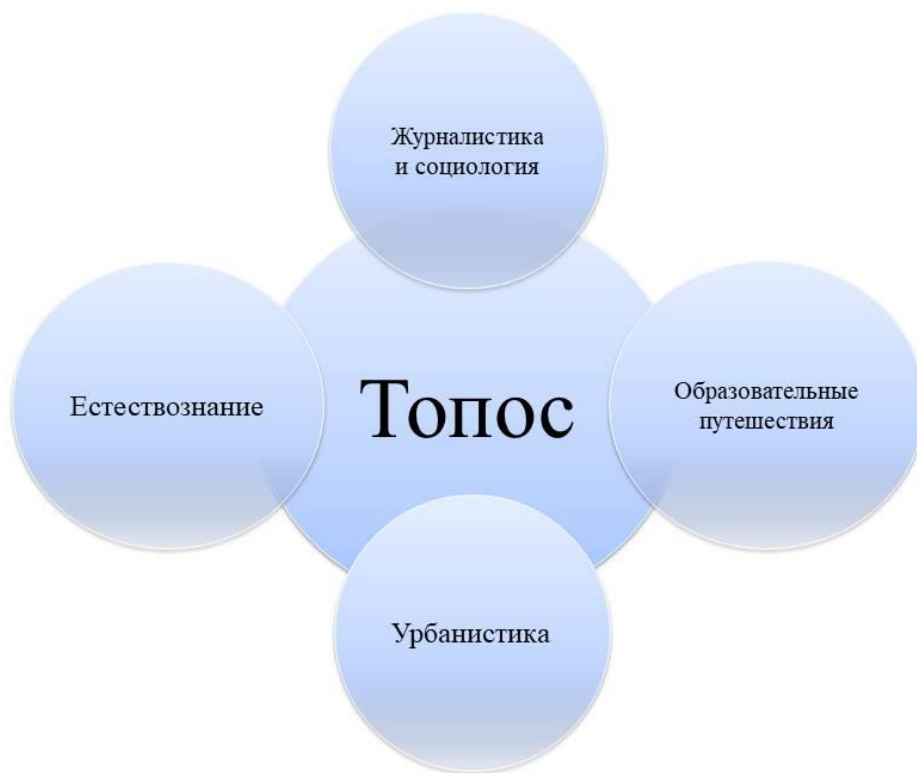 Журналистика
и социология
Естествознание
Топос
Образовательные
путешествия
Урбанистика